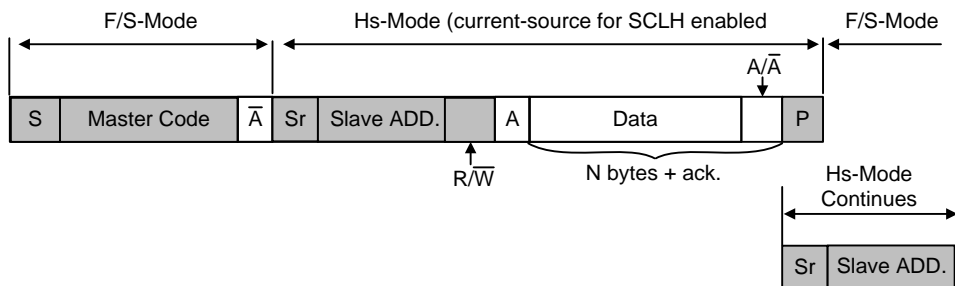 F/S-Mode Hs-Mode (current-source for SCLH enabled F/S-Mode
A/A̅
S Master Code A̅ Sr Slave ADD. A Data P
R/W̅ N bytes + ack.
Hs-Mode
Continues
Sr Slave ADD.